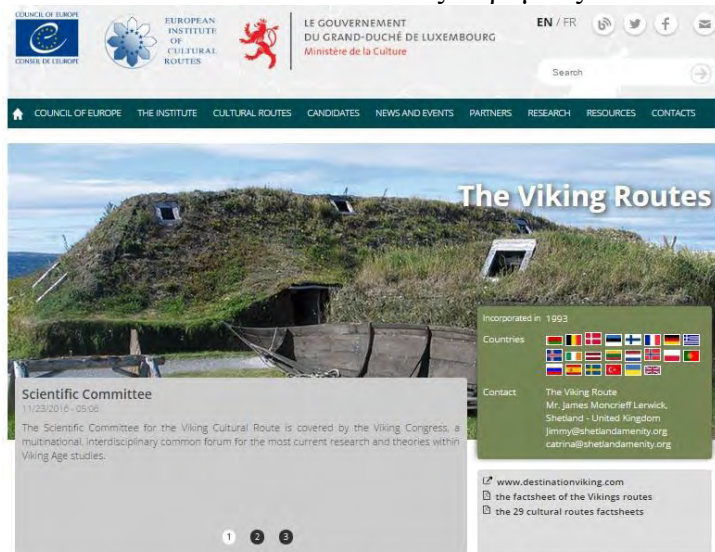 COUNCIL OF EUROPE
CONSEIL DE L'EUROPE
EUROPEAN
INSTITUTE
OF
CULTURAL
ROUTES
LE GOUVERNEMENT
DU GRAND-DUCHÉ DE LUXEMBOURG
Ministère de la Culture
EN / FR
Search
COUNCIL OF EUROPE THE INSTITUTE CULTURAL ROUTES CANDIDATES NEWS AND EVENTS PARTNERS RESEARCH RESOURCES CONTACTS
The Viking Routes
Incorporated in 1993
Countries
Contact The Viking Route
Mr. James Moncrieff Lerwick,
Shetland - United Kingdom
Jimmy@shetlandamenity.org
catrina@shetlandamenity.org
Scientific Committee
11/23/2016 - 05:06
The Scientific Committee for the Viking Cultural Route is covered by the Viking Congress, a
multinational, interdisciplinary common forum for the most current research and theories within
Viking Age studies.
1 2 3
www.destinationviking.com
the factsheet of the Vikings routes
the 29 cultural routes factsheets